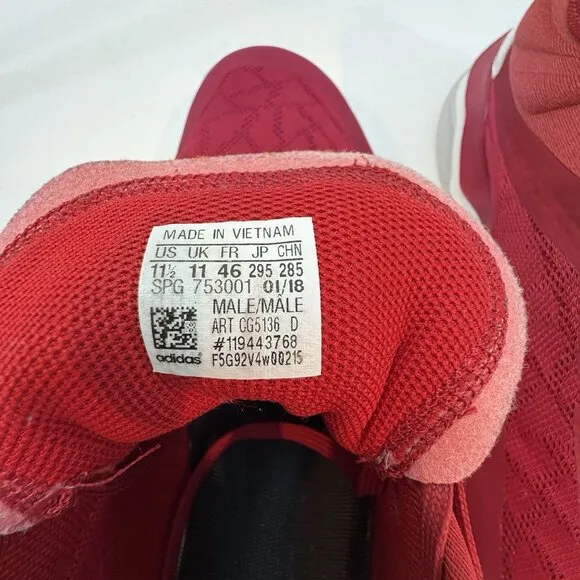 MADE IN VIETNAM
US UK FR JP CHN
11½ 11 46 295 285
SPG 753001 01/18
MALE/MALE
ART CG5136 D
#119443768
adidas F5G92V4w00215